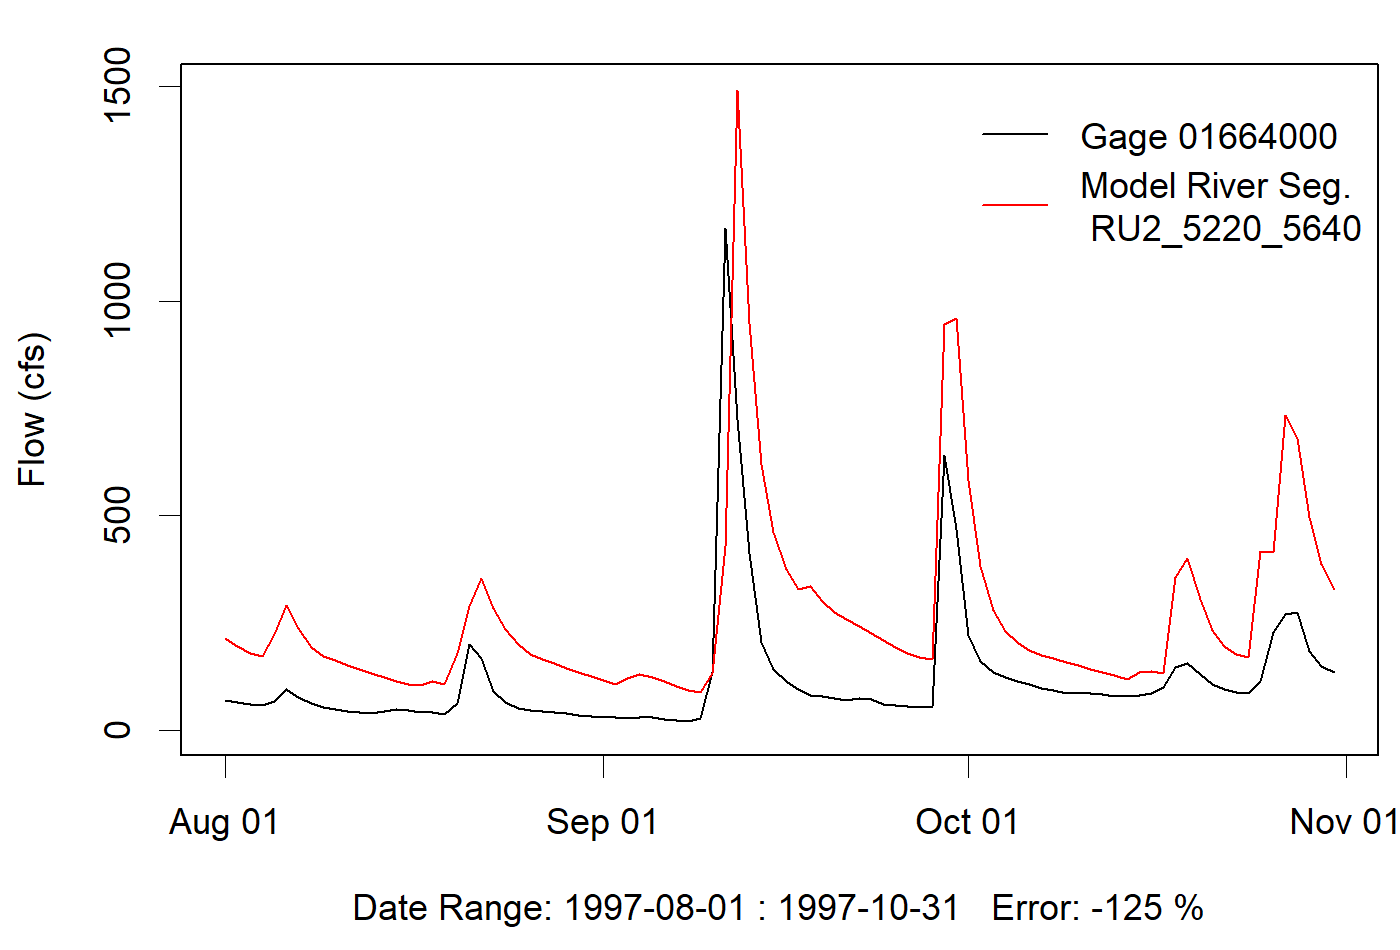 1500
1000
500
0
Flow (cfs)
Gage 01664000
Model River Seg.
RU2_5220_5640
Aug 01
Sep 01
Oct 01
Nov 01
Date Range: 1997-08-01 : 1997-10-31   Error: -125 %